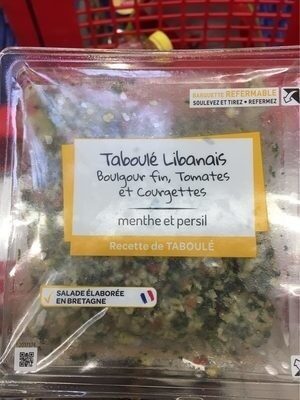 BARQUETTE REFERMABLE
SOULEVEZ ET TIREZ • REFERMEZ
Taboulé Libanais
Boulgour fin, Tomates
et Courgettes
menthe et persil
Recette de TABOULÉ
SALADE ÉLABORÉE
EN BRETAGNE